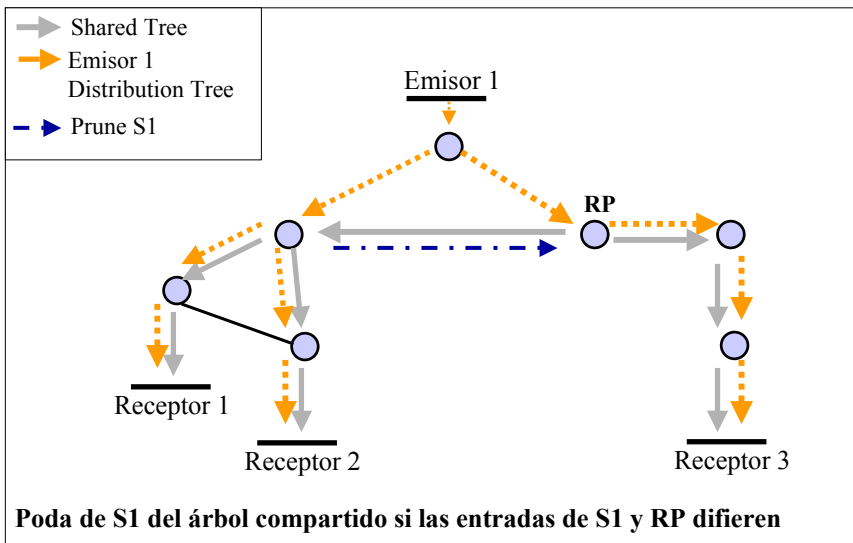 Shared Tree
Emisor 1
Distribution Tree
Prune S1
Emisor 1
RP
Receptor 1
Receptor 2
Receptor 3
Poda de S1 del árbol compartido si las entradas de S1 y RP difieren